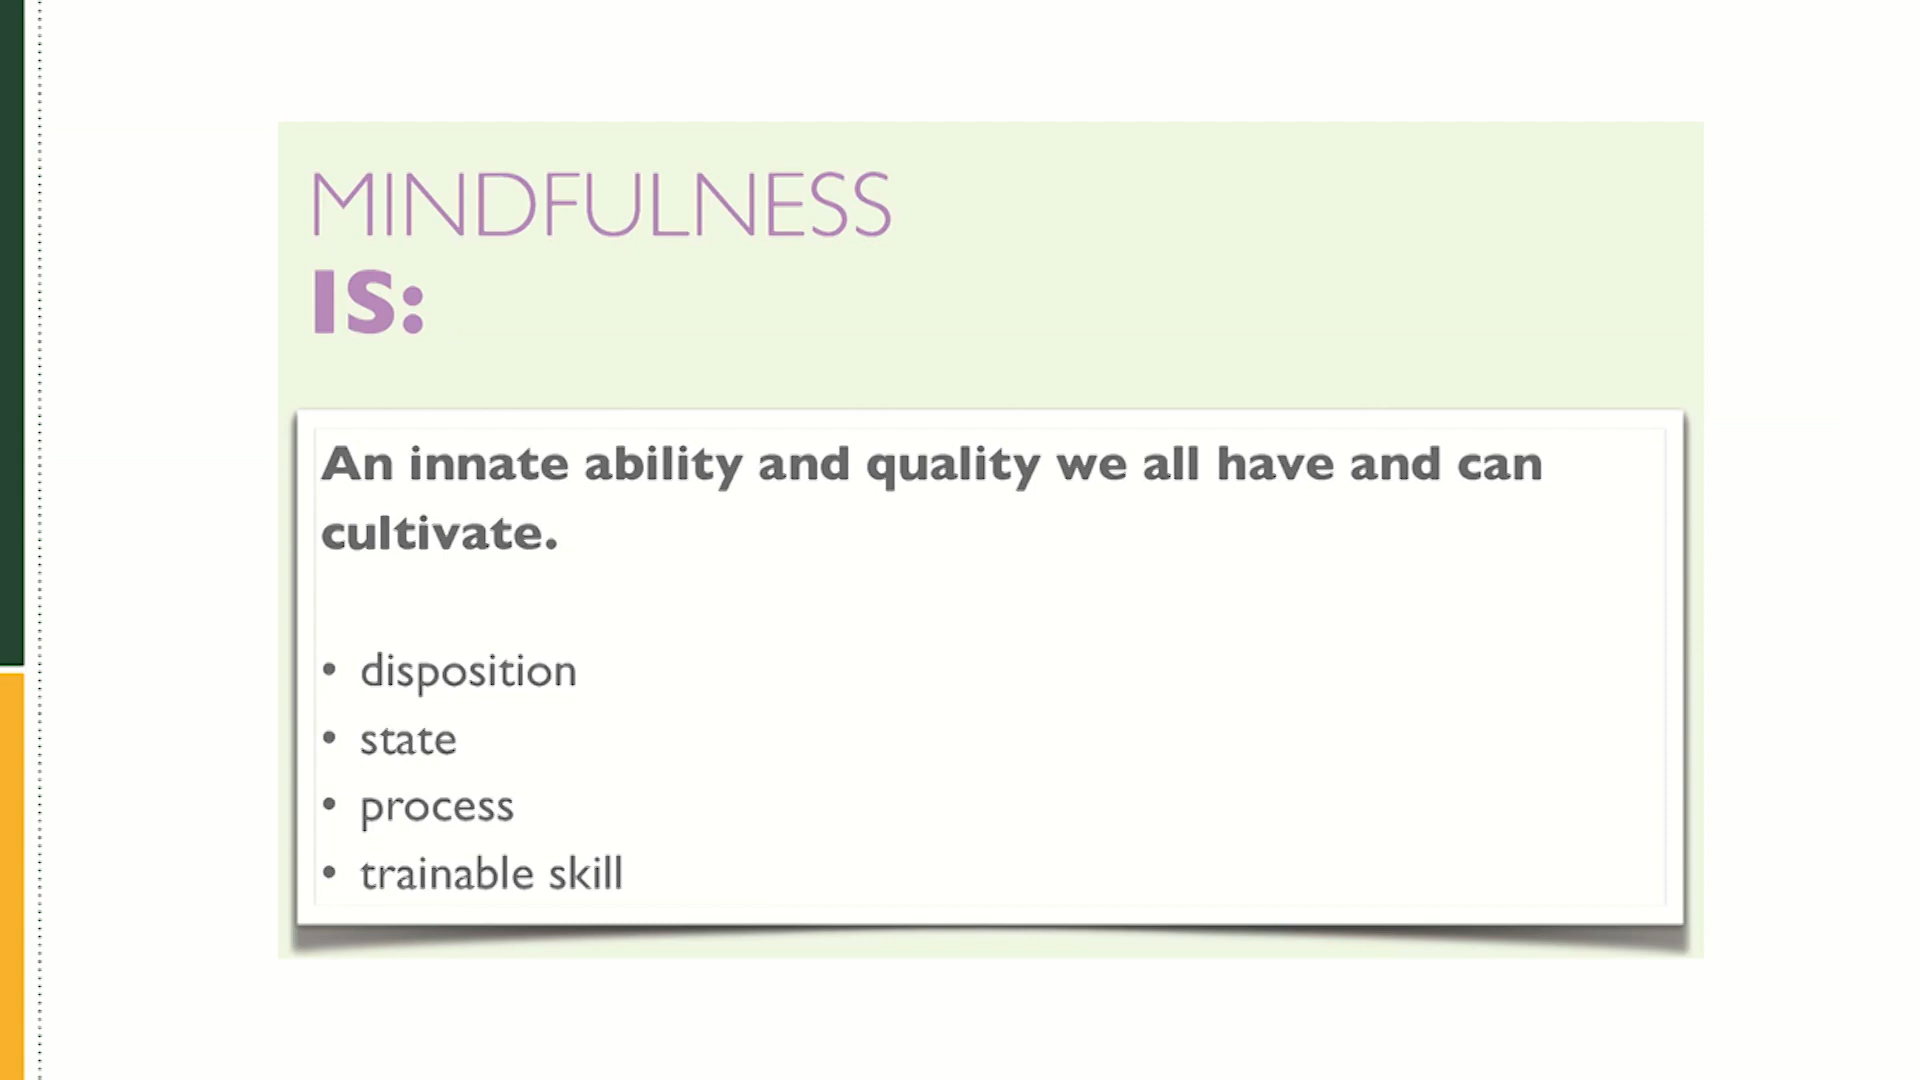 MINDFULNESS
IS:
An innate ability and quality we all have and can
cultivate.
• disposition
• state
• process
• trainable skill